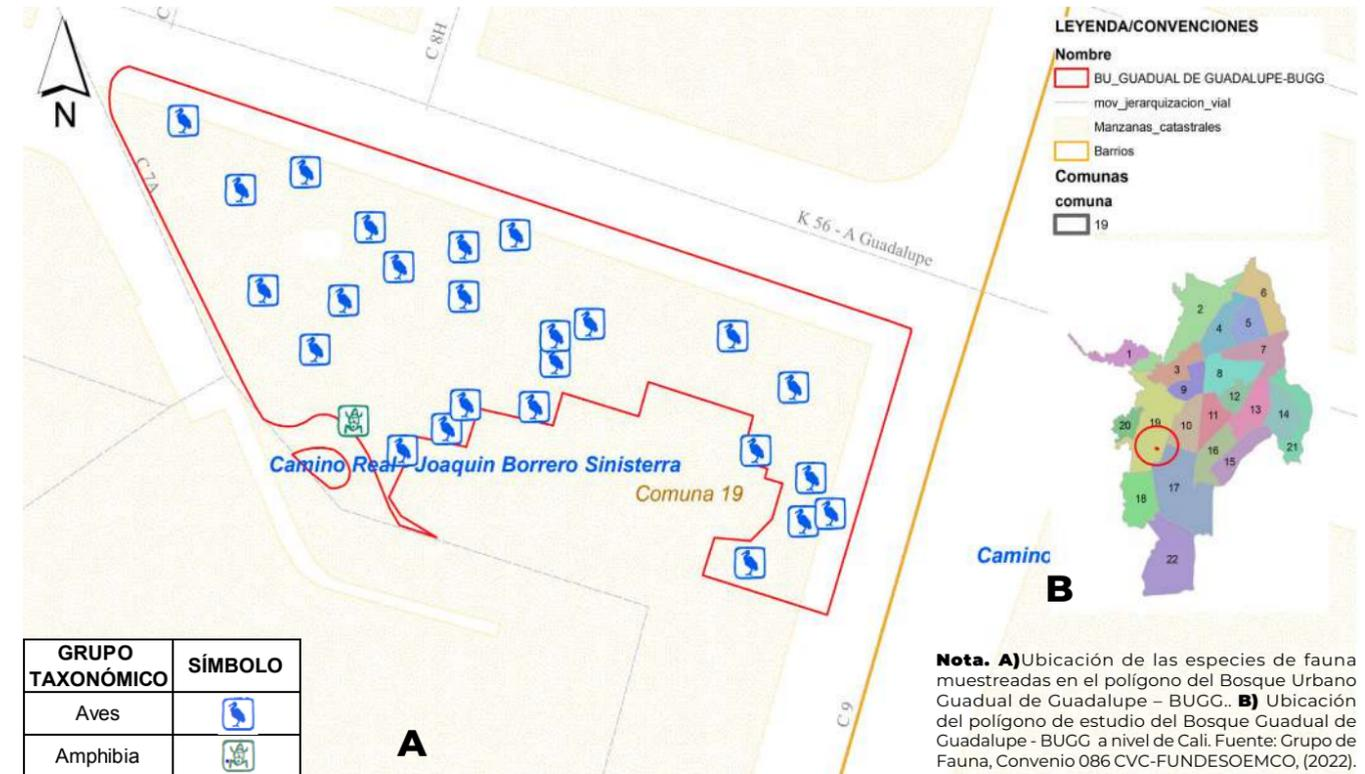 C
C 8H
N
C 7A
K 56 - A Guadalupe
Camino Real - Joaquin Borrero Sinisterra
Comuna 19
Camino
C 9
A
GRUPO
TAXONÓMICO
SÍMBOLO
Aves
Amphibia
LEYENDA/CONVENCIONES
Nombre
BU_GUADUAL DE GUADALUPE-BUGG
mov_jerarquizacion_vial
Manzanas_catastrales
Barrios
Comunas
comuna
19
6
2
5
4
7
1
3
8
9
12
13
14
11
19
10
20
21
16
15
17
18
22
B
Nota. A)Ubicación de las especies de fauna
muestreadas en el polígono del Bosque Urbano
Guadual de Guadalupe – BUGG.. B) Ubicación
del polígono de estudio del Bosque Guadual de
Guadalupe - BUGG a nivel de Cali. Fuente: Grupo de
Fauna, Convenio 086 CVC-FUNDESOEMCO, (2022).